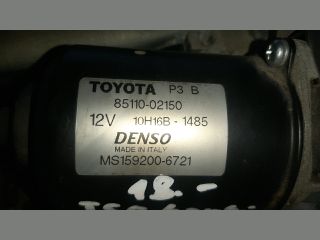 TOYOTA P3 B
85110-02150
12V 10H16B - 1485
DENSO
MADE IN ITALY
MS159200-6721
18.-